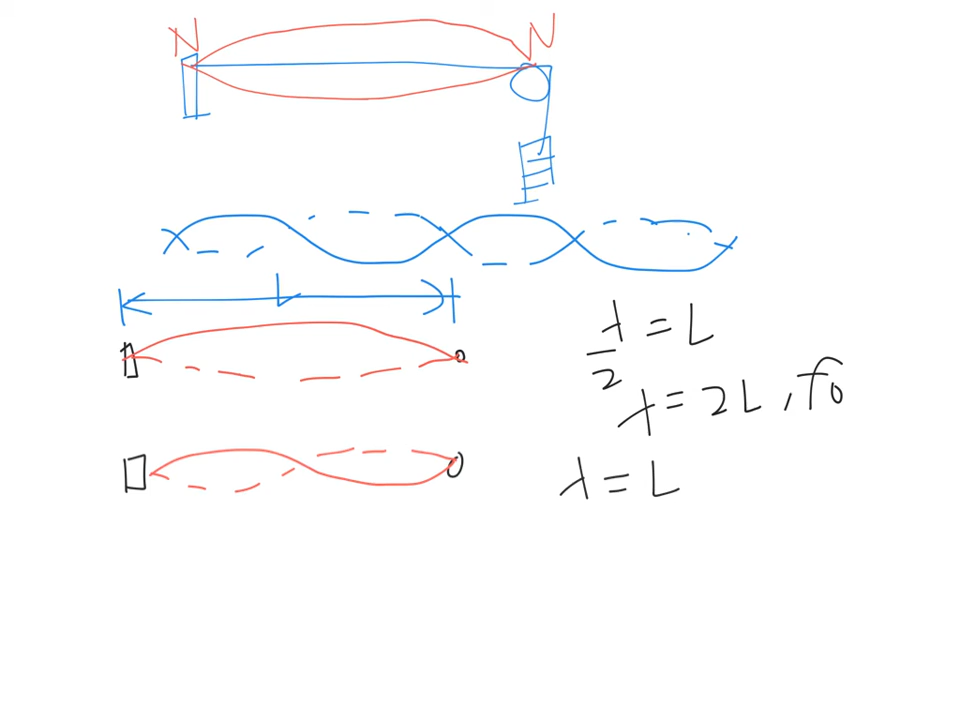 N N
L
λ/2 = L
λ = 2L, f0
λ = L